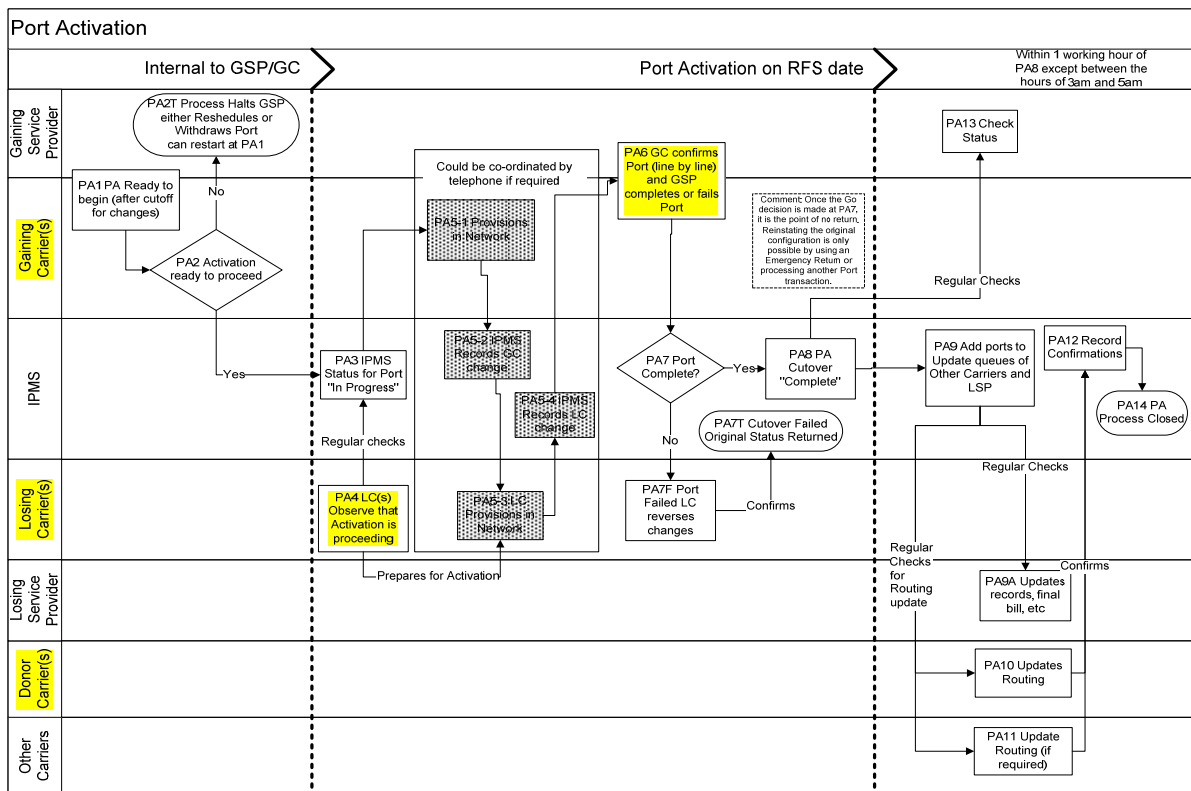 Port Activation
Internal to GSP/GC
Port Activation on RFS date
Within 1 working hour of
PA8 except between the
hours of 3am and 5am
Gaining
Service
Provider
PA2T Process Halts GSP
either Reshedules or
Withdraws Port
can restart at PA1
Could be co-ordinated by
telephone if required
PA6 GC confirms
Port (line by line)
and GSP
completes or fails
Port
PA13 Check
Status
Gaining
Carrier(s)
PA1 PA Ready to
begin (after cutoff
for changes)
No
PA2 Activation
ready to proceed
PA5-1 Provisions
in Network
Comment: Once the Go
decision is made at PA7,
it is the point of no return.
Reinstating the original
configuration is only
possible by using an
Emergency Return or
processing another Port
transaction.
Regular Checks
IPMS
Yes
PA3 IPMS
Status for Port
"In Progress"
Regular checks
PA5-2 IPMS
Records GC
change
PA5-4 IPMS
Records LC
change
PA7 Port
Complete?
Yes
No
PA8 PA
Cutover
"Complete"
PA7T Cutover Failed
Original Status Returned
PA9 Add ports to
Update queues of
Other Carriers and
LSP
PA12 Record
Confirmations
PA14 PA
Process Closed
Regular Checks
Losing
Carrier(s)
PA4 LC(s)
Observe that
Activation is
proceeding
PA5-3 LC
Provisions in
Network
PA7F Port
Failed LC
reverses
changes
Confirms
Regular
Checks
for
Routing
update
Losing
Service
Provider
Prepares for Activation
PA9A Updates
records, final
bill, etc
Confirms
Donor
Carrier(s)
PA10 Updates
Routing
Other
Carriers
PA11 Update
Routing (if
required)